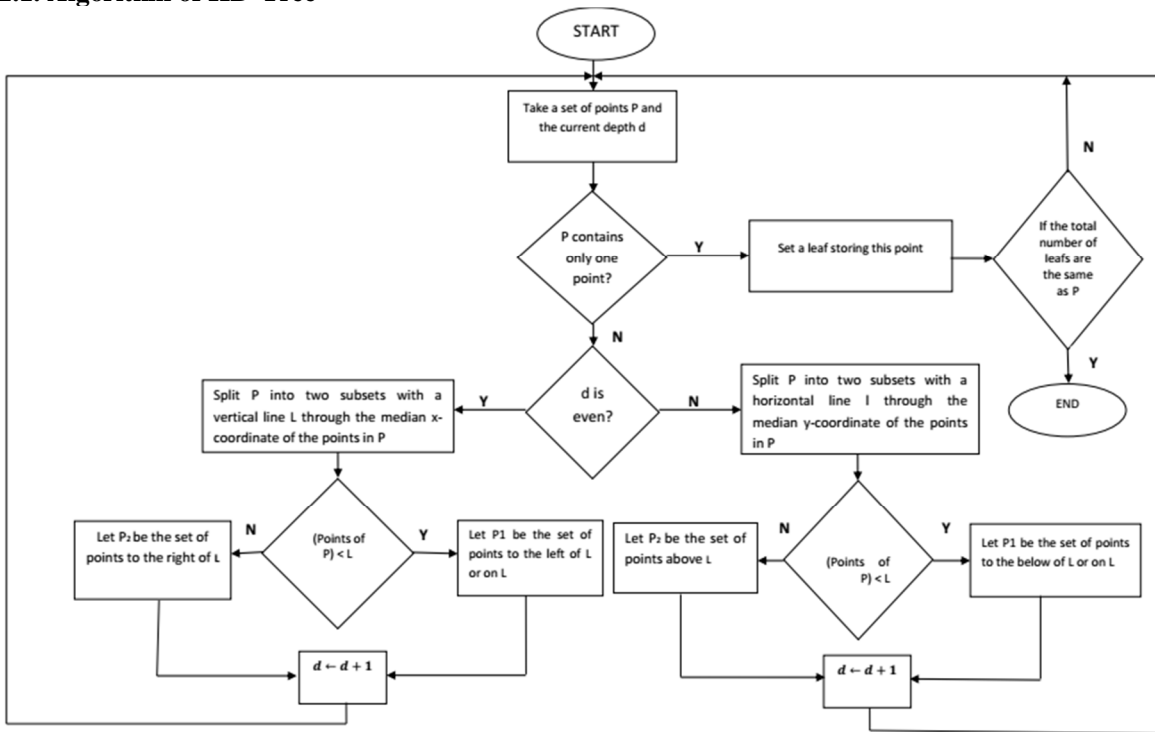 START
Take a set of points P and
the current depth d
P contains
only one
point?
Y
Set a leaf storing this point
If the total
number of
leafs are
the same
as P
N
Y
END
N
d is
even?
Y
N
Split P into two subsets with a
vertical line L through the median x-
coordinate of the points in P
Split P into two subsets with a
horizontal line l through the
median y-coordinate of the points
in P
(Points of
P) < L
N
Y
Let P₂ be the set of
points to the right of L
Let P1 be the set of
points to the left of L
or on L
(Points of
P) < L
N
Y
Let P₂ be the set of
points above L
Let P1 be the set of points
to the below of L or on L
d ← d + 1
d ← d + 1